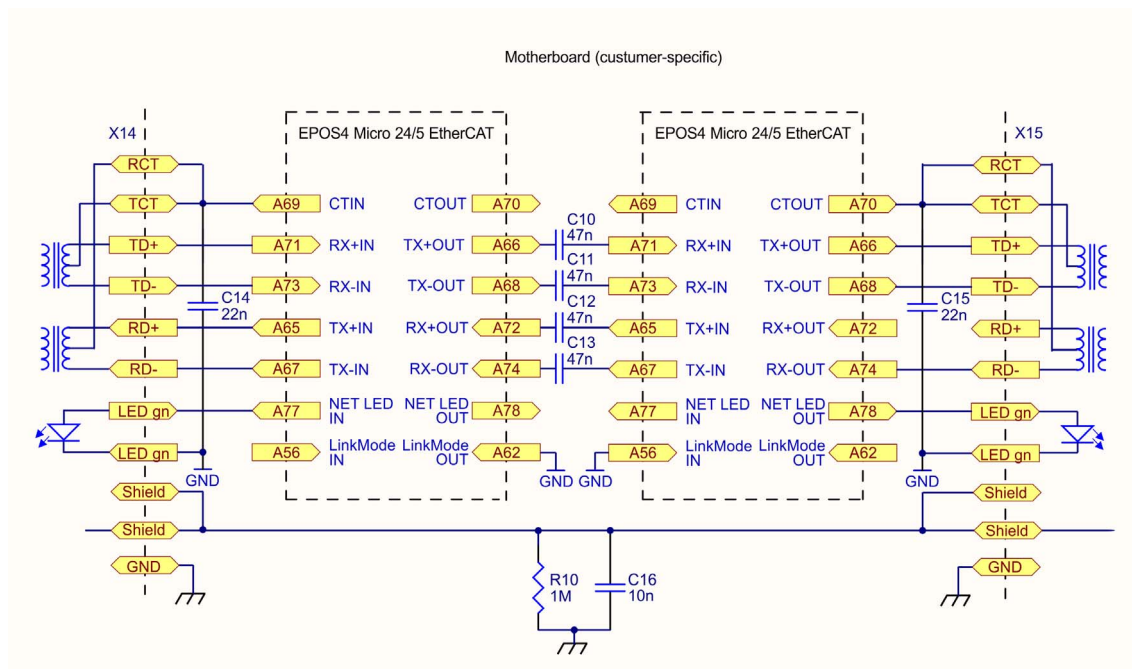 Motherboard (custumer-specific)
X14
EPOS4 Micro 24/5 EtherCAT
EPOS4 Micro 24/5 EtherCAT
X15
RCT
RCT
TCT
A69
CTIN
CTOUT
A70
A69
CTIN
CTOUT
A70
TCT
C10
47n
TD+
A71
RX+IN
TX+OUT
A66
A71
RX+IN
TX+OUT
A66
TD+
C11
47n
TD-
A73
RX-IN
TX-OUT
A68
A73
RX-IN
TX-OUT
A68
TD-
C14
22n
C12
47n
C15
22n
RD+
A65
TX+IN
RX+OUT
A72
A65
TX+IN
RX+OUT
A72
RD+
C13
47n
RD-
A67
TX-IN
RX-OUT
A74
A67
TX-IN
RX-OUT
A74
RD-
LED gn
A77
NET LED
IN
NET LED
OUT
A78
A77
NET LED
IN
NET LED
OUT
A78
LED gn
LED gn
A56
LinkMode
IN
LinkMode
OUT
A62
A56
LinkMode
IN
LinkMode
OUT
A62
LED gn
GND
GND
GND
GND
Shield
Shield
Shield
Shield
GND
GND
R10
1M
C16
10n